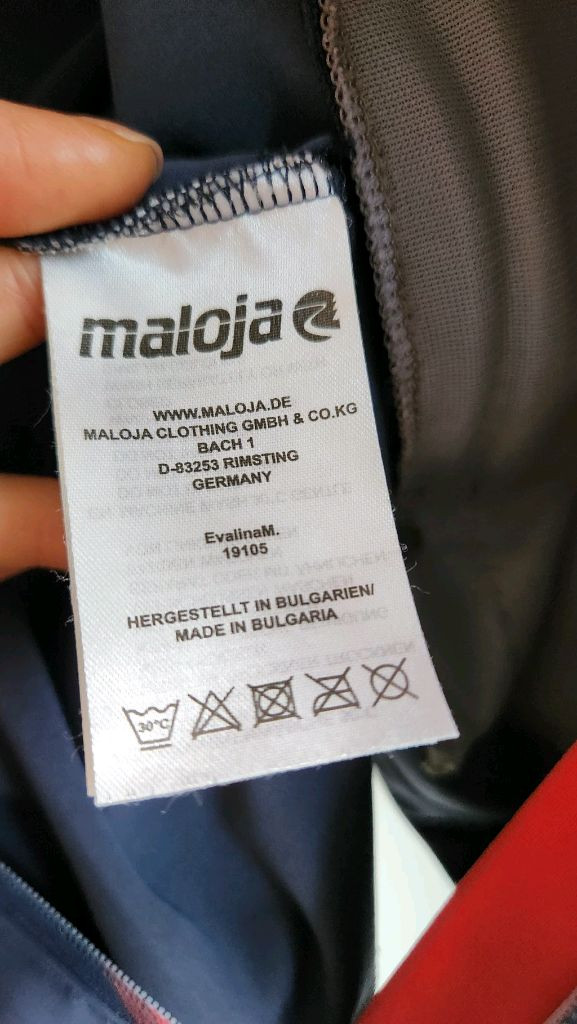 maloja
WWW.MALOJA.DE
MALOJA CLOTHING GMBH & CO.KG
BACH 1
D-83253 RIMSTING
GERMANY
EvalinaM.
19105
HERGESTELLT IN BULGARIEN/
MADE IN BULGARIA
30°C